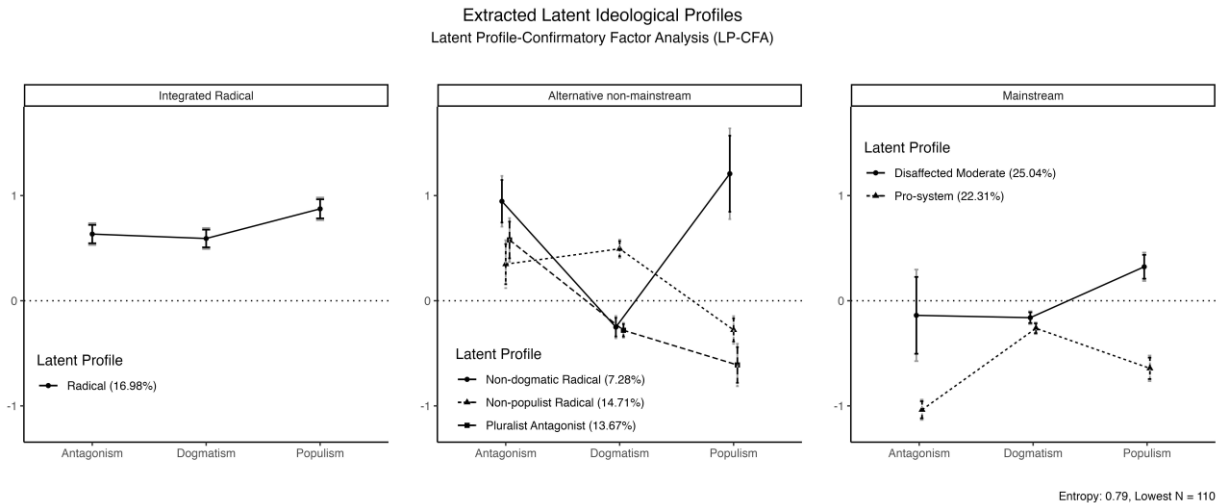 Extracted Latent Ideological Profiles
Latent Profile-Confirmatory Factor Analysis (LP-CFA)
Integrated Radical
1
0
-1
Latent Profile
Radical (16.98%)
Antagonism Dogmatism Populism
Alternative non-mainstream
1
0
-1
Latent Profile
Non-dogmatic Radical (7.28%)
Non-populist Radical (14.71%)
Pluralist Antagonist (13.67%)
Antagonism Dogmatism Populism
Mainstream
Latent Profile
Disaffected Moderate (25.04%)
Pro-system (22.31%)
1
0
-1
Antagonism Dogmatism Populism
Entropy: 0.79, Lowest N = 110